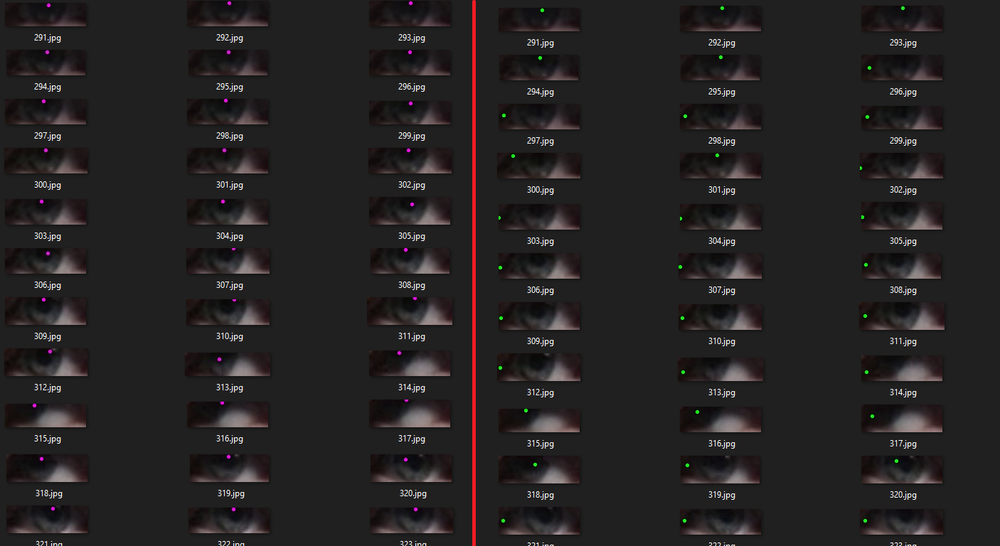 291.jpg 292.jpg 293.jpg 291.jpg 292.jpg 293.jpg
294.jpg 295.jpg 296.jpg 294.jpg 295.jpg 296.jpg
297.jpg 298.jpg 299.jpg 297.jpg 298.jpg 299.jpg
300.jpg 301.jpg 302.jpg 300.jpg 301.jpg 302.jpg
303.jpg 304.jpg 305.jpg 303.jpg 304.jpg 305.jpg
306.jpg 307.jpg 308.jpg 306.jpg 307.jpg 308.jpg
309.jpg 310.jpg 311.jpg 309.jpg 310.jpg 311.jpg
312.jpg 313.jpg 314.jpg 312.jpg 313.jpg 314.jpg
315.jpg 316.jpg 317.jpg 315.jpg 316.jpg 317.jpg
318.jpg 319.jpg 320.jpg 318.jpg 319.jpg 320.jpg
321.jpg 322.jpg 323.jpg 321.jpg 322.jpg 323.jpg